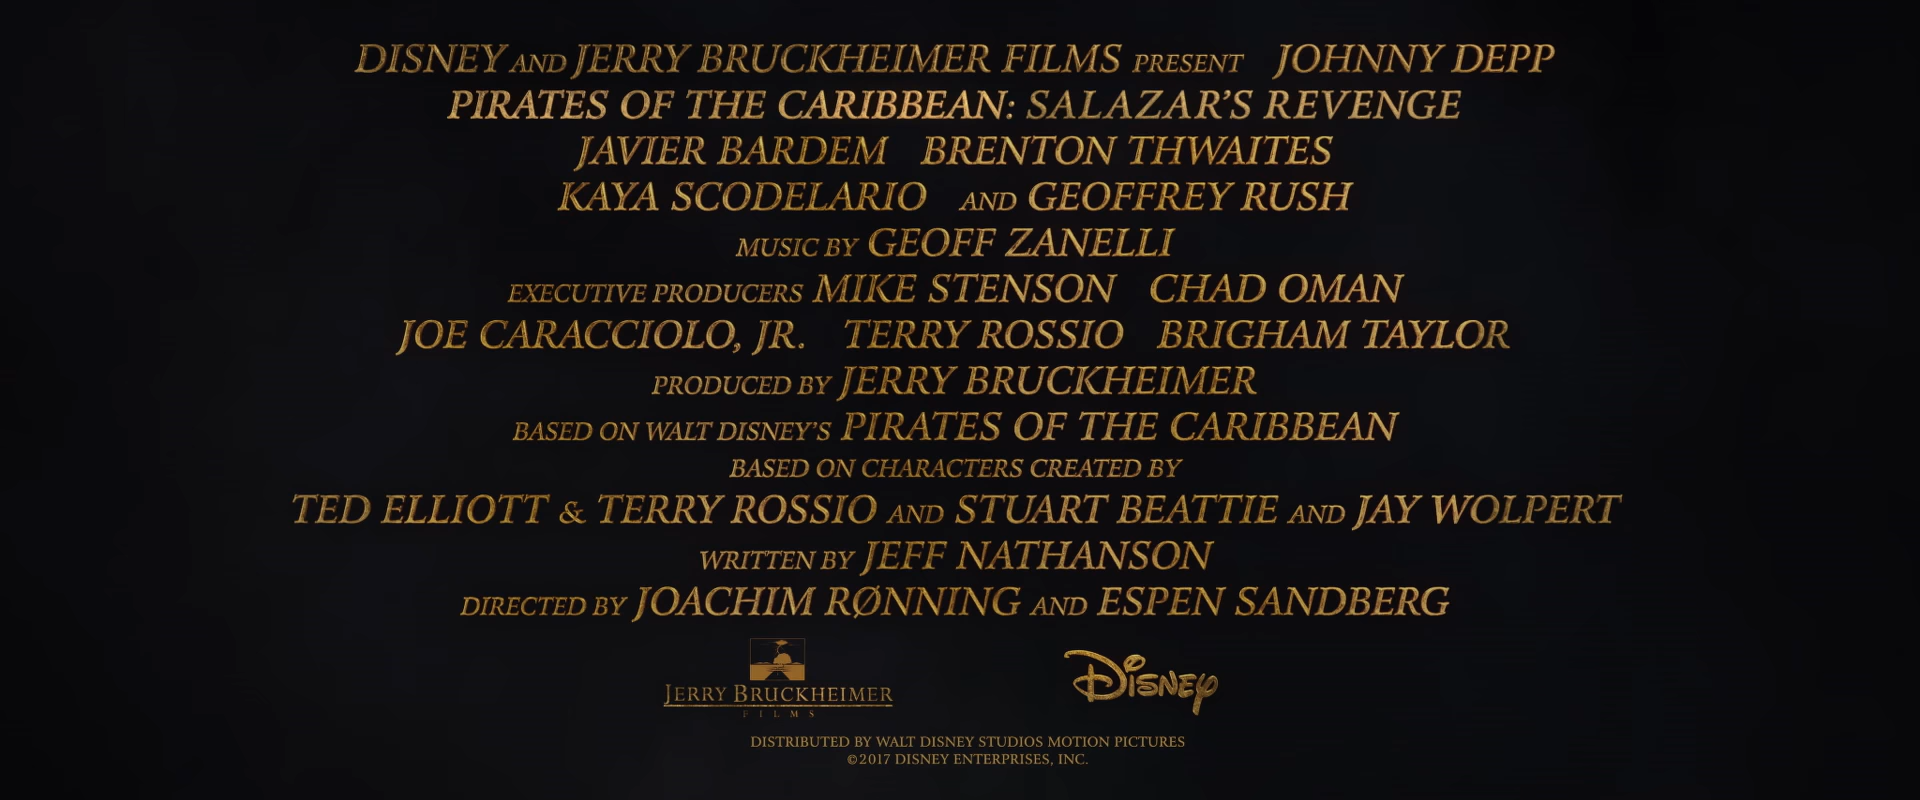 DISNEY AND JERRY BRUCKHEIMER FILMS PRESENT JOHNNY DEPP
PIRATES OF THE CARIBBEAN: SALAZAR'S REVENGE
JAVIER BARDEM BRENTON THWAITES
KAYA SCODELARIO AND GEOFFREY RUSH
MUSIC BY GEOFF ZANELLI
EXECUTIVE PRODUCERS MIKE STENSON CHAD OMAN
JOE CARACCIOLO, JR. TERRY ROSSIO BRIGHAM TAYLOR
PRODUCED BY JERRY BRUCKHEIMER
BASED ON WALT DISNEY'S PIRATES OF THE CARIBBEAN
BASED ON CHARACTERS CREATED BY
TED ELLIOTT & TERRY ROSSIO AND STUART BEATTIE AND JAY WOLPERT
WRITTEN BY JEFF NATHANSON
DIRECTED BY JOACHIM RØNNING AND ESPEN SANDBERG
JERRY BRUCKHEIMER
FILMS
DISNEY
DISTRIBUTED BY WALT DISNEY STUDIOS MOTION PICTURES
©2017 DISNEY ENTERPRISES, INC.